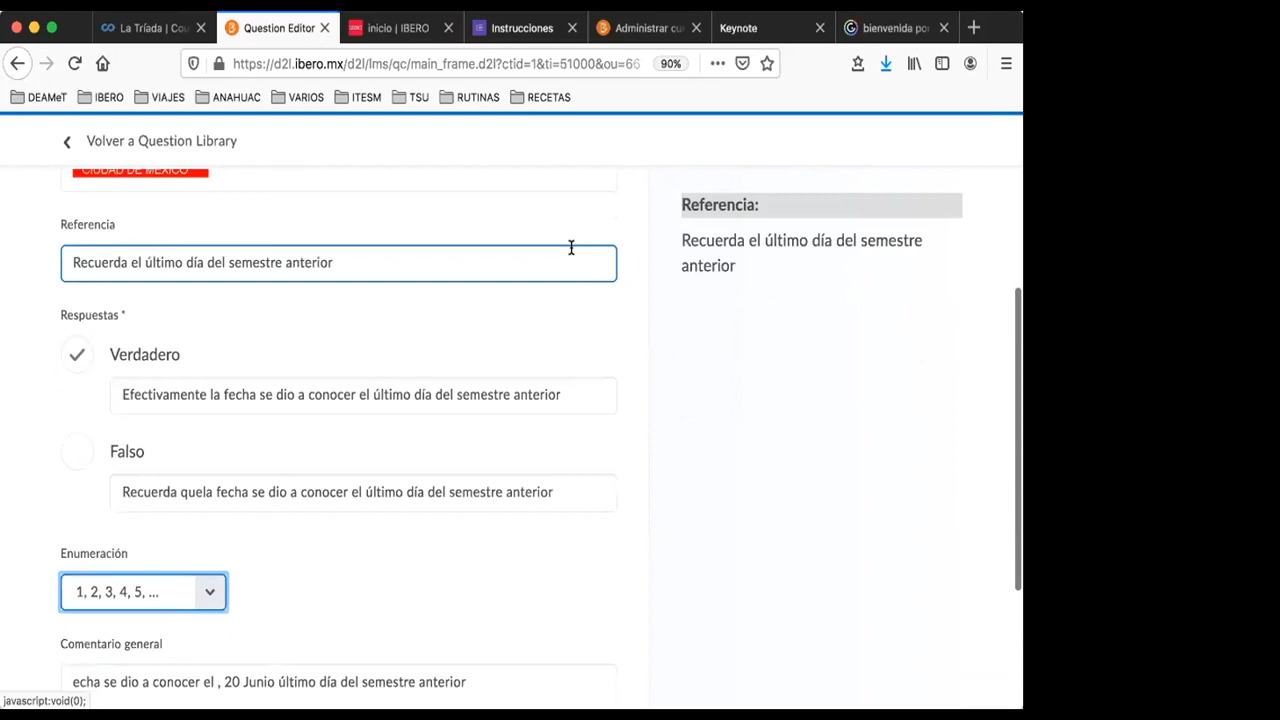 La Tríada | Cou
Question Editor
inicio | IBERO
Instrucciones
Administrar cu
Keynote
bienvenida po
https://d2l.ibero.mx/d2l/lms/qc/main_frame.d2l?ctid=1&ti=51000&ou=66
90%
DEAMeT
IBERO
VIAJES
ANAHUAC
VARIOS
ITESM
TSU
RUTINAS
RECETAS
Volver a Question Library
CIUDAD DE MÉXICO
Referencia
Recuerda el último día del semestre anterior
Respuestas *
Verdadero
Efectivamente la fecha se dio a conocer el último día del semestre anterior
Falso
Recuerda quela fecha se dio a conocer el último día del semestre anterior
Enumeración
1, 2, 3, 4, 5, ...
Comentario general
echa se dio a conocer el , 20 Junio último día del semestre anterior
javascript:void(0);
Referencia:
Recuerda el último día del semestre
anterior